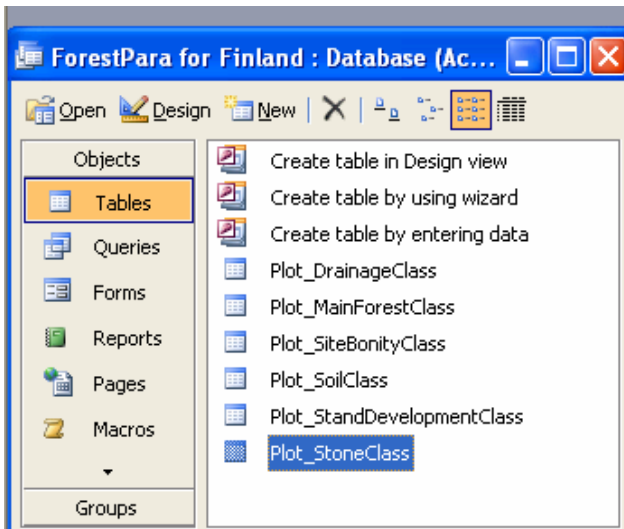 ForestPara for Finland : Database (Ac...
Open Design New
Objects
Tables
Queries
Forms
Reports
Pages
Macros
Groups
Create table in Design view
Create table by using wizard
Create table by entering data
Plot_DrainageClass
Plot_MainForestClass
Plot_SiteBonityClass
Plot_SoilClass
Plot_StandDevelopmentClass
Plot_StoneClass